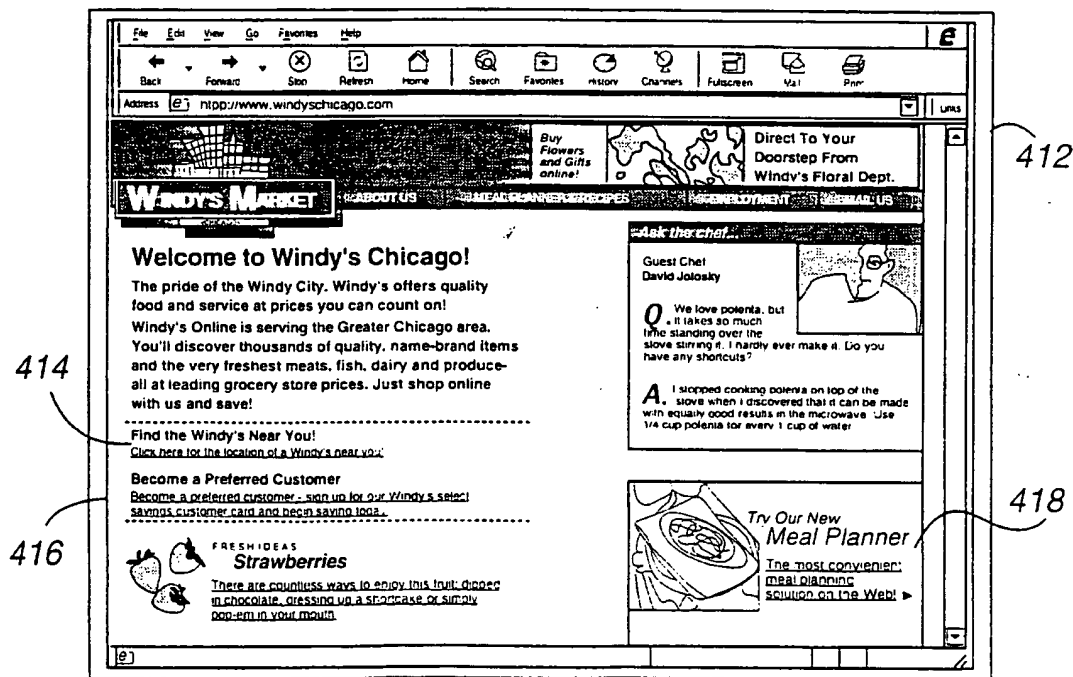 File Edit View Go Favorites Help
e
Back Forward Stop Refresh Home Search Favorites History Channels Fullscreen Mail Print
Address e htpp://www.windyschicago.com Links
412
Buy
Flowers
and Gifts
online!
Direct To Your
Doorstep From
Windy's Floral Dept.
WINDY'S MARKET
ABOUT US MEAL PLANNER & RECIPES EMPLOYMENT EMAIL US
Welcome to Windy's Chicago!
The pride of the Windy City. Windy's offers quality
food and service at prices you can count on!
Windy's Online is serving the Greater Chicago area.
You'll discover thousands of quality, name-brand items
and the very freshest meats, fish, dairy and produce-
all at leading grocery store prices. Just shop online
with us and save!
414
Find the Windy's Near You!
Click here for the location of a Windy's near you!
Become a Preferred Customer
Become a preferred customer - sign up for our Windy's select
savings customer card and begin saving today.
416
FRESH IDEAS
Strawberries
There are countless ways to enjoy this fruit: dipped
in chocolate, dressing up a shortcake or simply
pop-em in your mouth
Ask the chef...
Guest Chef
David Jolosky
Q. We love polenta, but
it takes so much
time standing over the
stove stirring it. I hardly ever make it. Do you
have any shortcuts?
A. I stopped cooking polenta on top of the
stove when I discovered that it can be made
with equally good results in the microwave. Use
1/4 cup polenta for every 1 cup of water
418
Try Our New
Meal Planner
The most convenient
meal planning
solution on the Web!
e